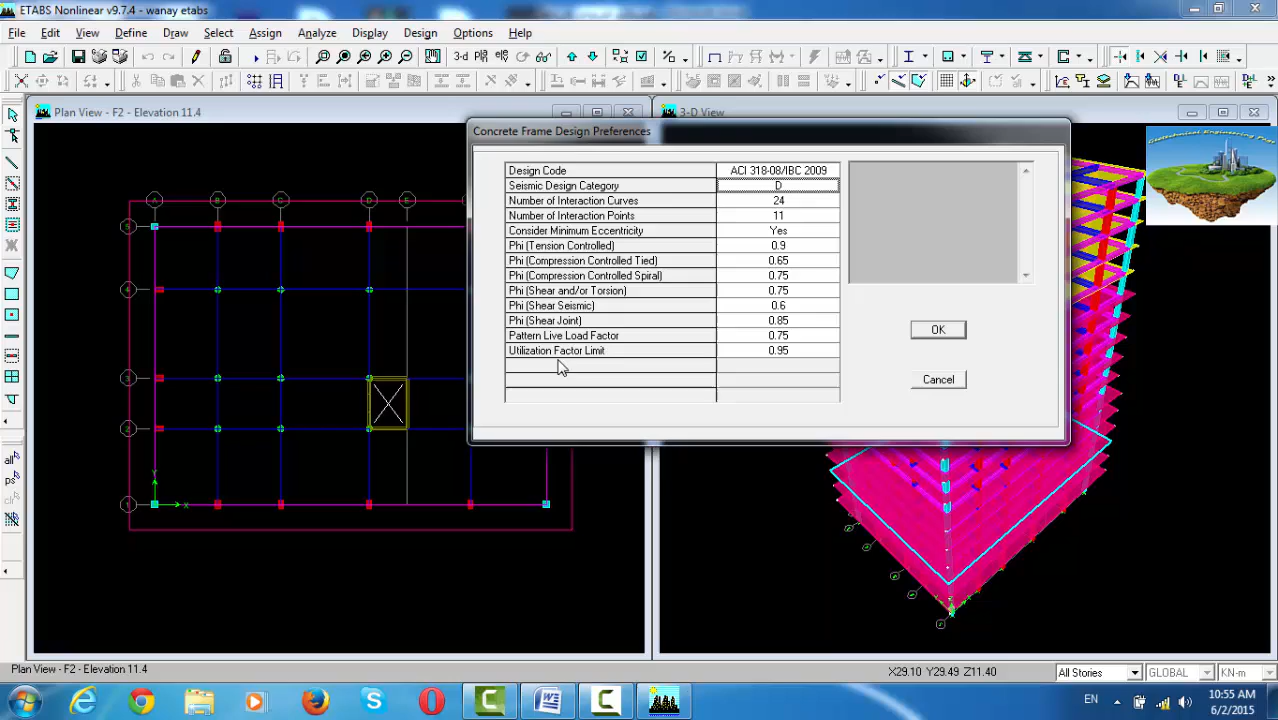 ETABS Nonlinear v9.7.4 - wanay etabs
File Edit View Define Draw Select Assign Analyze Display Design Options Help
3-d
Plan View - F2 - Elevation 11.4
3-D View
Concrete Frame Design Preferences
Design Code ACI 318-08/IBC 2009
Seismic Design Category D
Number of Interaction Curves 24
Number of Interaction Points 11
Consider Minimum Eccentricity Yes
Phi (Tension Controlled) 0.9
Phi (Compression Controlled Tied) 0.65
Phi (Compression Controlled Spiral) 0.75
Phi (Shear and/or Torsion) 0.75
Phi (Shear Seismic) 0.6
Phi (Shear Joint) 0.85
Pattern Live Load Factor 0.75
Utilization Factor Limit 0.95
OK
Cancel
A B C D E
5
4
3
2
1
Y
X
all
ps
clr
Plan View - F2 - Elevation 11.4
X29.10 Y29.49 Z11.40
All Stories
GLOBAL
KN-m
EN
10:55 AM
6/2/2015